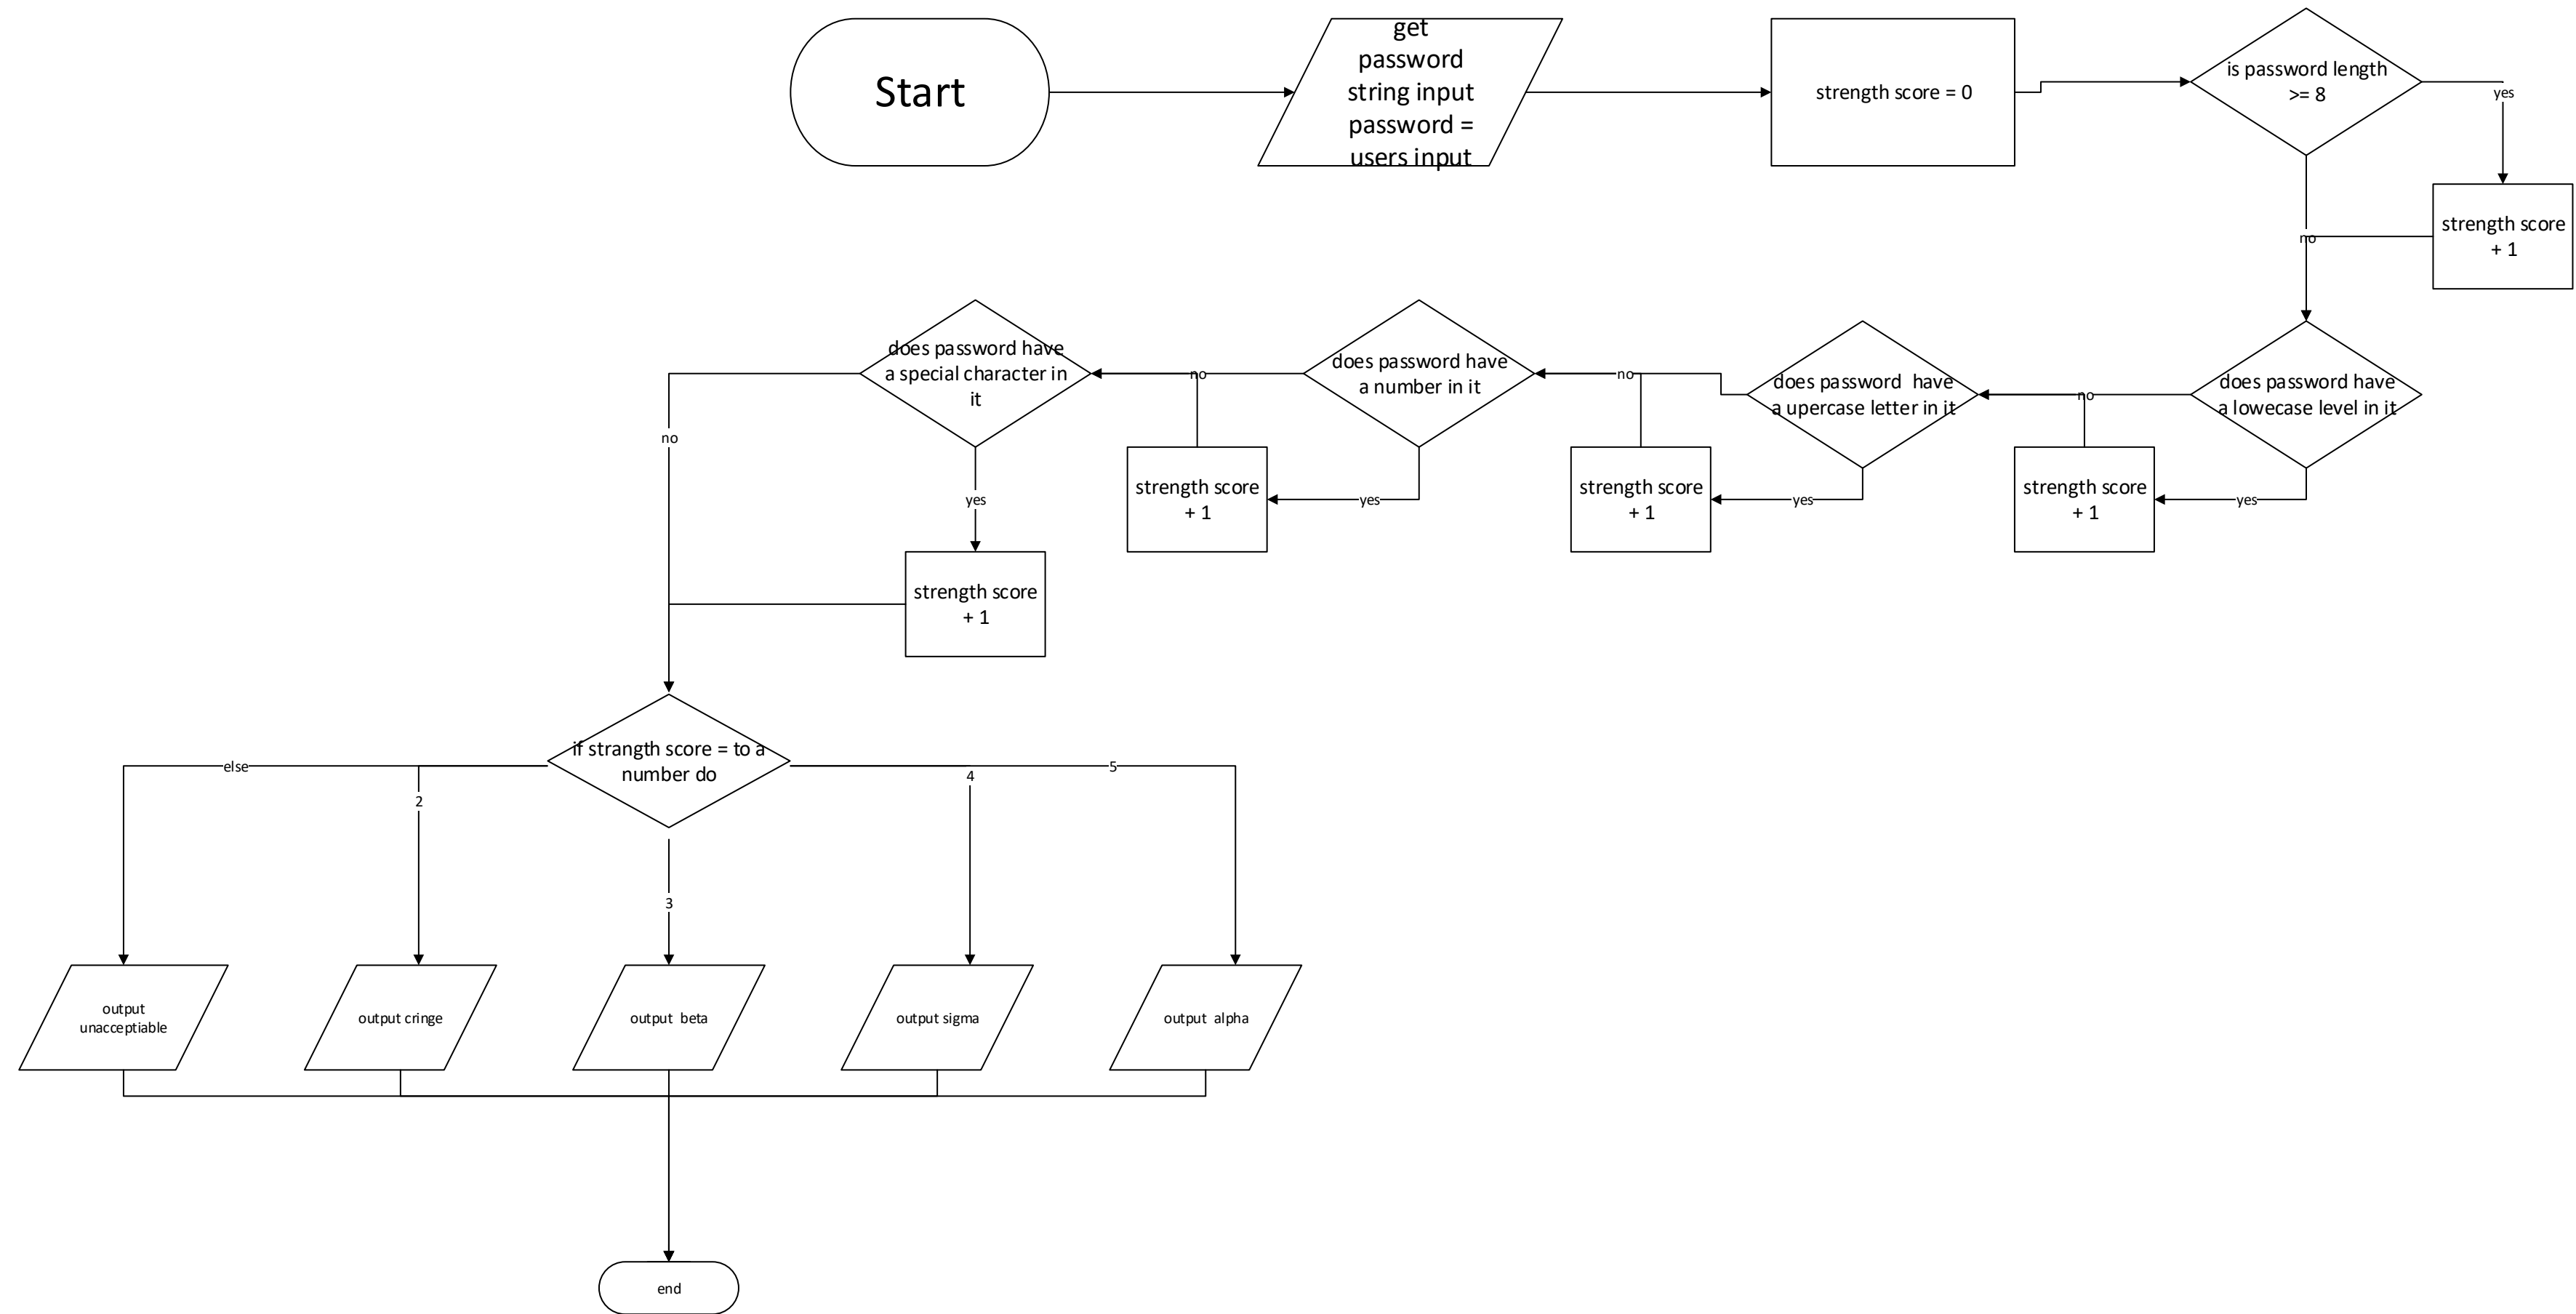 Start
get
password
string input
password =
users input
strength score = 0
is password length
>= 8
yes
strength score
+ 1
no
does password have
a lowecase level in it
no
yes
strength score
+ 1
does password  have
a upercase letter in it
no
yes
strength score
+ 1
does password have
a number in it
no
yes
strength score
+ 1
does password have
a special character in
it
no
yes
strength score
+ 1
if strangth score = to a
number do
else
2
3
4
5
output
unacceptiable
output cringe
output  beta
output sigma
output  alpha
end